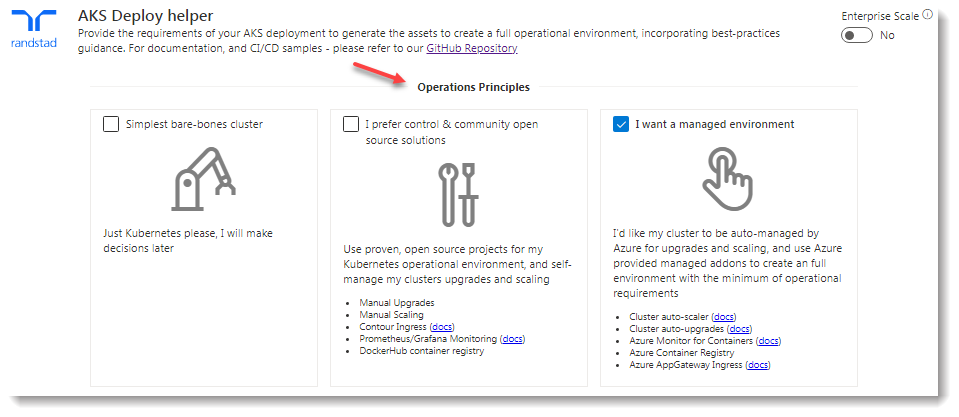 randstad
AKS Deploy helper
Provide the requirements of your AKS deployment to generate the assets to create a full operational environment, incorporating best-practices
guidance. For documentation, and CI/CD samples - please refer to our GitHub Repository
Enterprise Scale
No
Operations Principles
Simplest bare-bones cluster
Just Kubernetes please, I will make
decisions later
I prefer control & community open
source solutions
Use proven, open source projects for my
Kubernetes operational environment, and self-
manage my clusters upgrades and scaling
• Manual Upgrades
• Manual Scaling
• Contour Ingress (docs)
• Prometheus/Grafana Monitoring (docs)
• DockerHub container registry
I want a managed environment
I'd like my cluster to be auto-managed by
Azure for upgrades and scaling, and use Azure
provided managed addons to create an full
environment with the minimum of operational
requirements
• Cluster auto-scaler (docs)
• Cluster auto-upgrades (docs)
• Azure Monitor for Containers (docs)
• Azure Container Registry
• Azure AppGateway Ingress (docs)